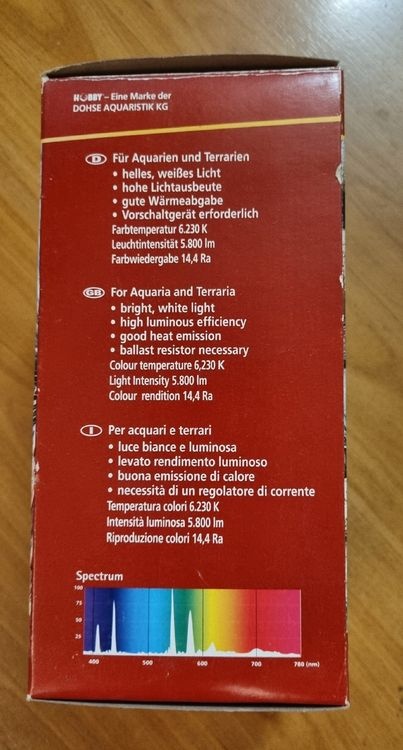 HOBBY – Eine Marke der
DOHSE AQUARISTIK KG
D Für Aquarien und Terrarien
• helles, weißes Licht
• hohe Lichtausbeute
• gute Wärmeabgabe
• Vorschaltgerät erforderlich
Farbtemperatur 6.230 K
Leuchtintensität 5.800 lm
Farbwiedergabe 14,4 Ra
GB For Aquaria and Terraria
• bright, white light
• high luminous efficiency
• good heat emission
• ballast resistor necessary
Colour temperature 6,230 K
Light Intensity 5.800 lm
Colour rendition 14,4 Ra
I Per acquari e terrari
• luce biance e luminosa
• levato rendimento luminoso
• buona emissione di calore
• necessità di un regolatore di corrente
Temperatura colori 6.230 K
Intensità luminosa 5.800 lm
Riproduzione colori 14,4 Ra
Spectrum
100
75
50
25
400 500 600 700 780 (nm)